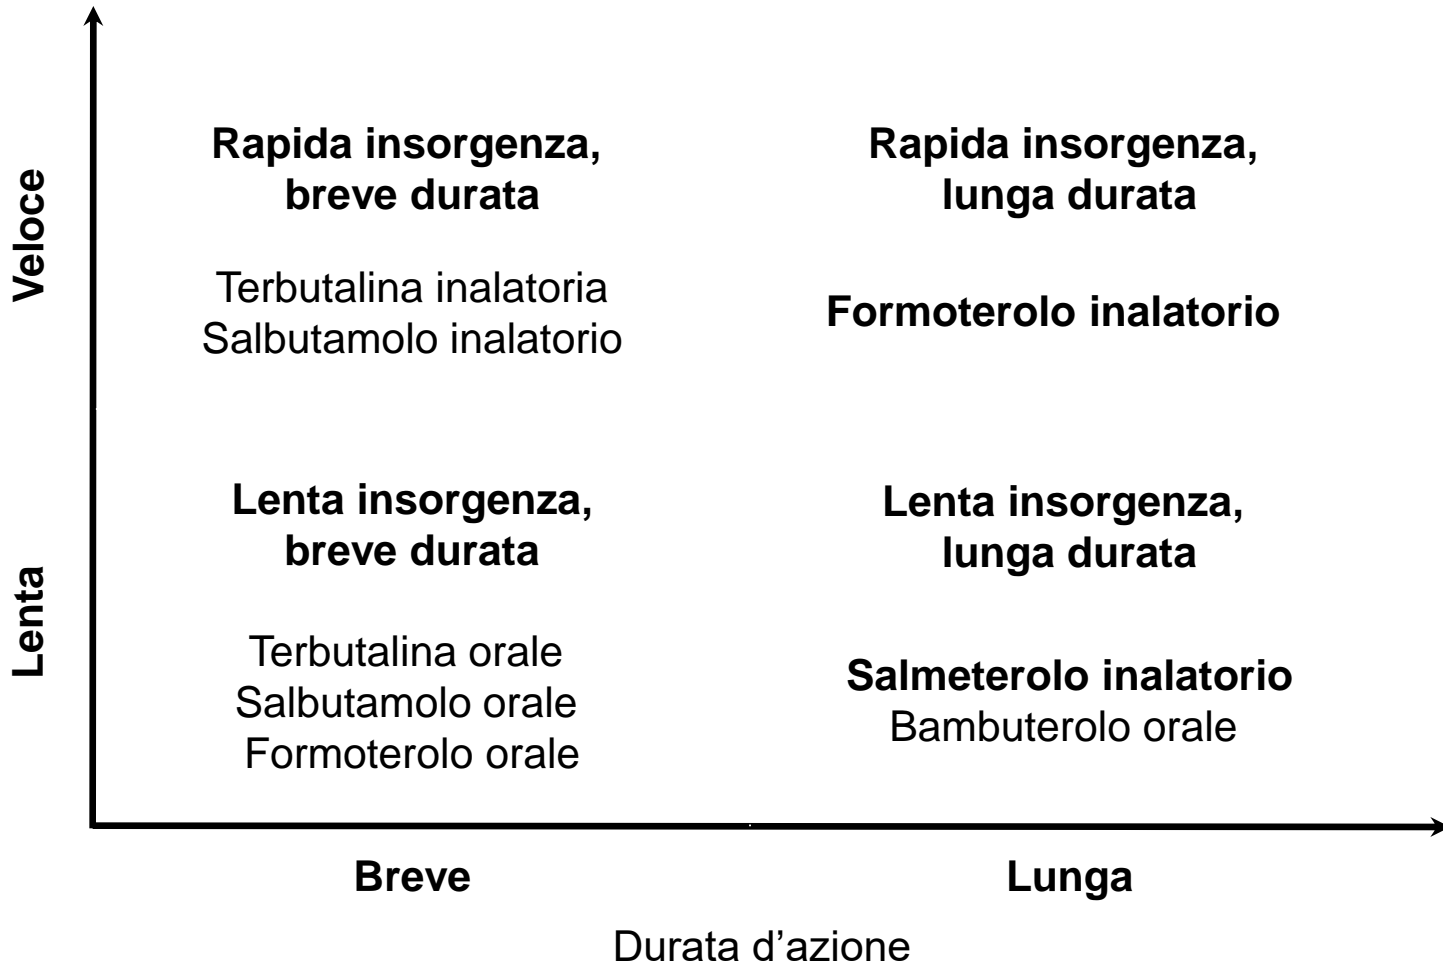 Veloce
Rapida insorgenza,
breve durata
Terbutalina inalatoria
Salbutamolo inalatorio
Rapida insorgenza,
lunga durata
Formoterolo inalatorio
Lenta
Lenta insorgenza,
breve durata
Terbutalina orale
Salbutamolo orale
Formoterolo orale
Lenta insorgenza,
lunga durata
Salmeterolo inalatorio
Bambuterolo orale
Breve
Lunga
Durata d’azione